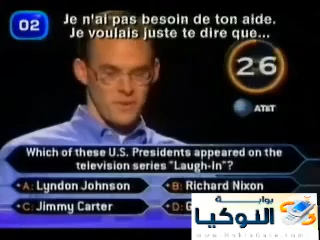 02
Je n'ai pas besoin de ton aide.
Je voulais juste te dire que...
26
AT&T
Which of these U.S. Presidents appeared on the
television series "Laugh-In"?
A: Lyndon Johnson
B: Richard Nixon
C: Jimmy Carter
D: G
بوابة
النوكيا